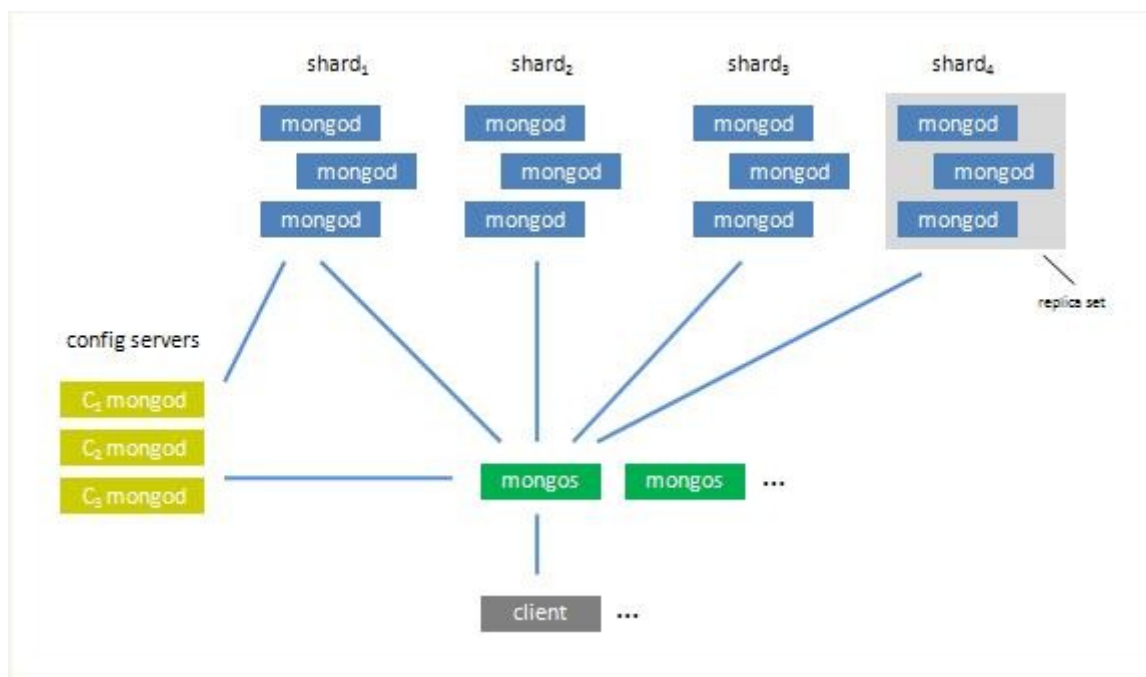 shard₁ shard₂ shard₃ shard₄
mongod mongod mongod mongod
mongod mongod mongod mongod
mongod mongod mongod mongod
replica set
config servers
C₁ mongod
C₂ mongod
C₃ mongod
mongos mongos ...
client ...